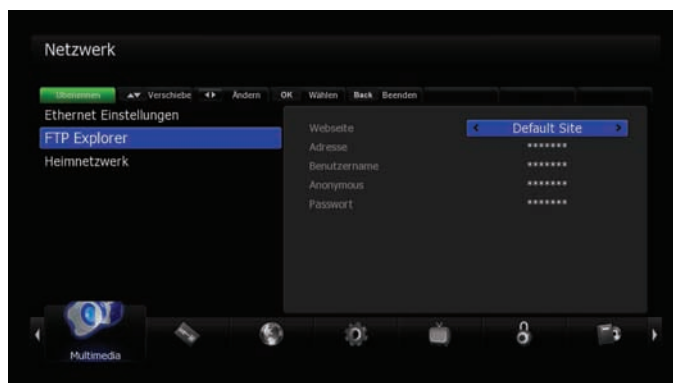 Netzwerk
Übernehmen ▲▼ Verschiebe ◄► Ändern OK Wählen Back Beenden
Ethernet Einstellungen
FTP Explorer
Heimnetzwerk
Webseite Default Site
Adresse *******
Benutzername *******
Anonymous *******
Passwort *******
Multimedia